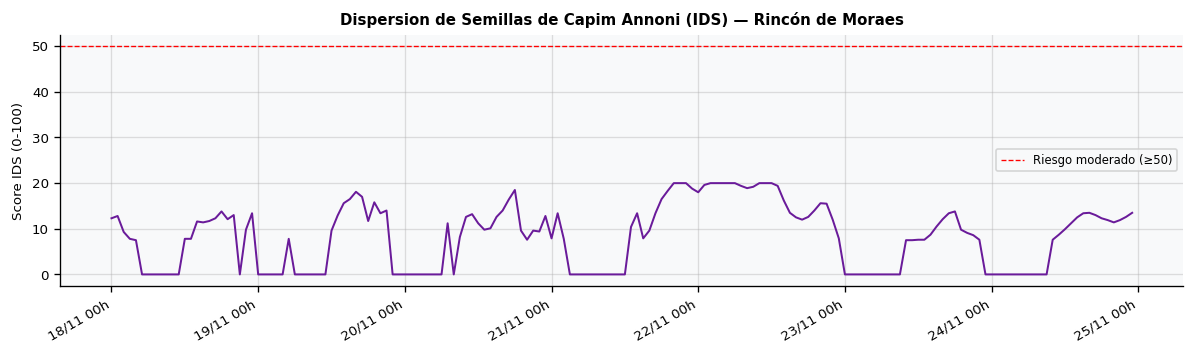 Dispersion de Semillas de Capim Annoni (IDS) — Rincón de Moraes
Score IDS (0-100)
50
40
30
20
10
0
Riesgo moderado (≥50)
18/11 00h
19/11 00h
20/11 00h
21/11 00h
22/11 00h
23/11 00h
24/11 00h
25/11 00h